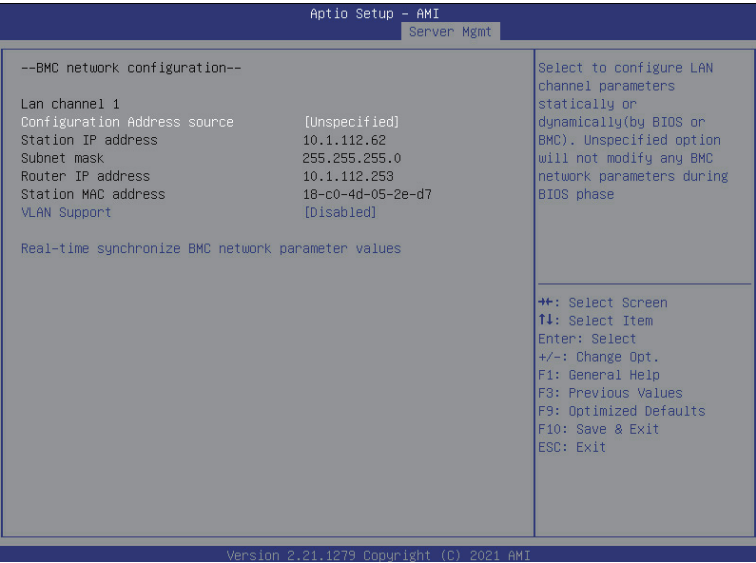 Aptio Setup – AMI
Server Mgmt
--BMC network configuration--
Lan channel 1
Configuration Address source [Unspecified]
Station IP address 10.1.112.62
Subnet mask 255.255.255.0
Router IP address 10.1.112.253
Station MAC address 18-c0-4d-05-2e-d7
VLAN Support [Disabled]
Real-time synchronize BMC network parameter values
Select to configure LAN
channel parameters
statically or
dynamically(by BIOS or
BMC). Unspecified option
will not modify any BMC
network parameters during
BIOS phase
→←: Select Screen
↑↓: Select Item
Enter: Select
+/-: Change Opt.
F1: General Help
F3: Previous Values
F9: Optimized Defaults
F10: Save & Exit
ESC: Exit
Version 2.21.1279 Copyright (C) 2021 AMI